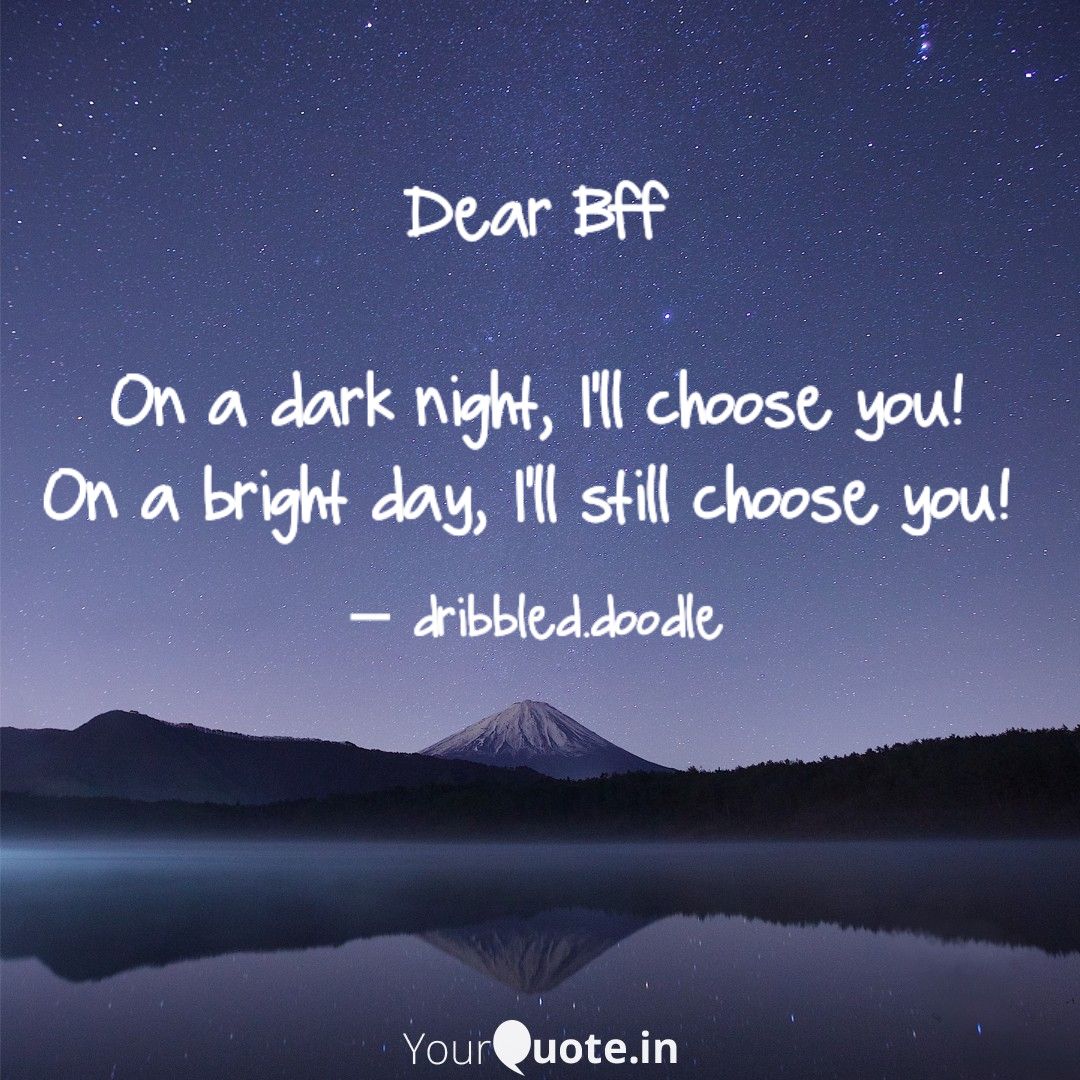 Dear Bff
On a dark night, I'll choose you!
On a bright day, I'll still choose you!
— dribbled.doodle
YourQuote.in